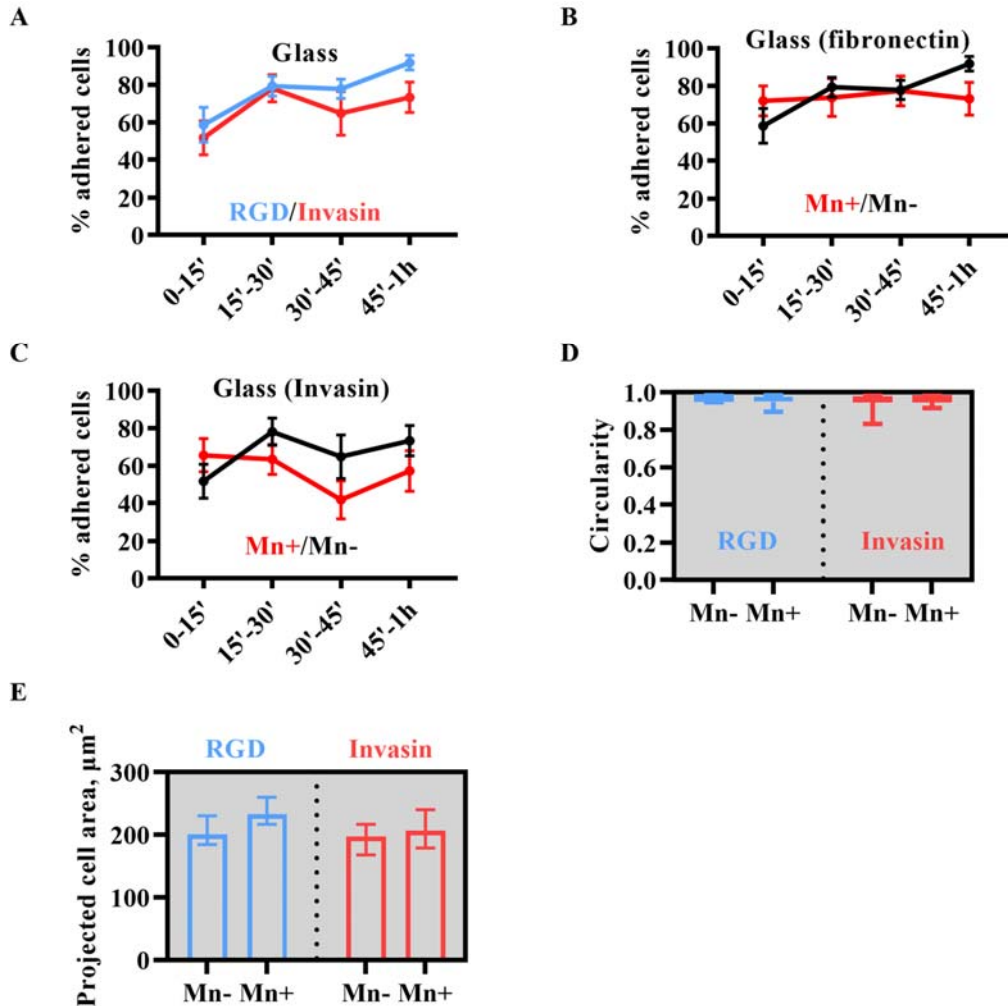 A
Glass
% adhered cells
100
80
60
40
20
0
RGD/Invasin
0-15'
15'-30'
30'-45'
45'-1h
B
Glass (fibronectin)
% adhered cells
100
80
60
40
20
0
Mn+/Mn-
0-15'
15'-30'
30'-45'
45'-1h
C
Glass (Invasin)
% adhered cells
100
80
60
40
20
0
Mn+/Mn-
0-15'
15'-30'
30'-45'
45'-1h
D
Circularity
1.0
0.8
0.6
0.4
0.2
0.0
RGD Invasin
Mn- Mn+ Mn- Mn+
E
Projected cell area, µm²
RGD Invasin
300
200
100
0
Mn- Mn+ Mn- Mn+